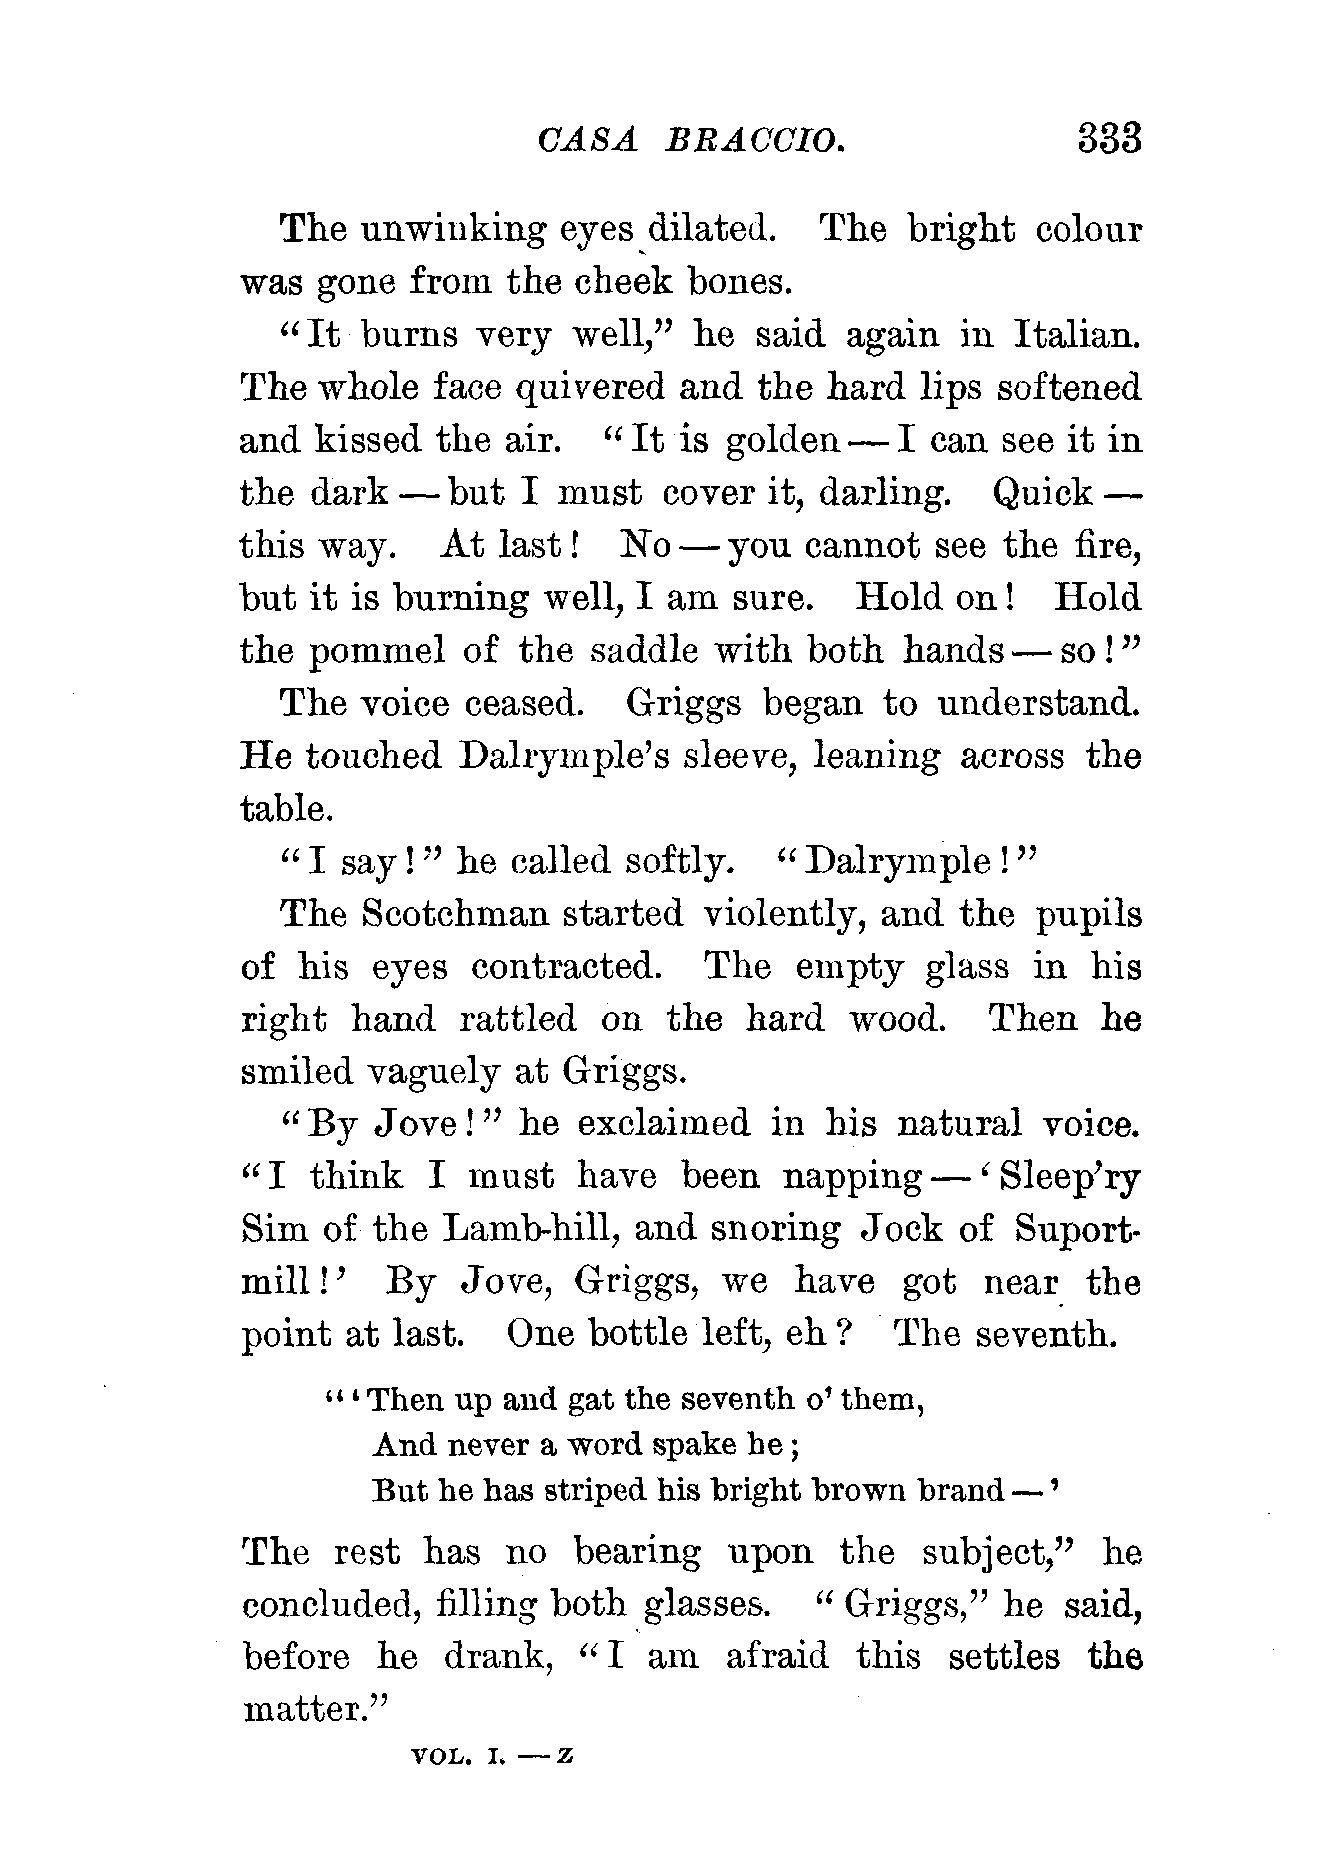 CASA BRACCIO. 333
The unwinking eyes dilated. The bright colour
was gone from the cheek bones.
“It burns very well,” he said again in Italian.
The whole face quivered and the hard lips softened
and kissed the air. “It is golden — I can see it in
the dark — but I must cover it, darling. Quick —
this way. At last! No — you cannot see the fire,
but it is burning well, I am sure. Hold on! Hold
the pommel of the saddle with both hands — so!”
The voice ceased. Griggs began to understand.
He touched Dalrymple’s sleeve, leaning across the
table.
“I say!” he called softly. “Dalrymple!”
The Scotchman started violently, and the pupils
of his eyes contracted. The empty glass in his
right hand rattled on the hard wood. Then he
smiled vaguely at Griggs.
“By Jove!” he exclaimed in his natural voice.
“I think I must have been napping — ‘Sleep’ry
Sim of the Lamb-hill, and snoring Jock of Suport-
mill!’ By Jove, Griggs, we have got near the
point at last. One bottle left, eh? The seventh.
“‘Then up and gat the seventh o’ them,
And never a word spake he;
But he has striped his bright brown brand — ’
The rest has no bearing upon the subject,” he
concluded, filling both glasses. “Griggs,” he said,
before he drank, “I am afraid this settles the
matter.”
VOL. I. — Z